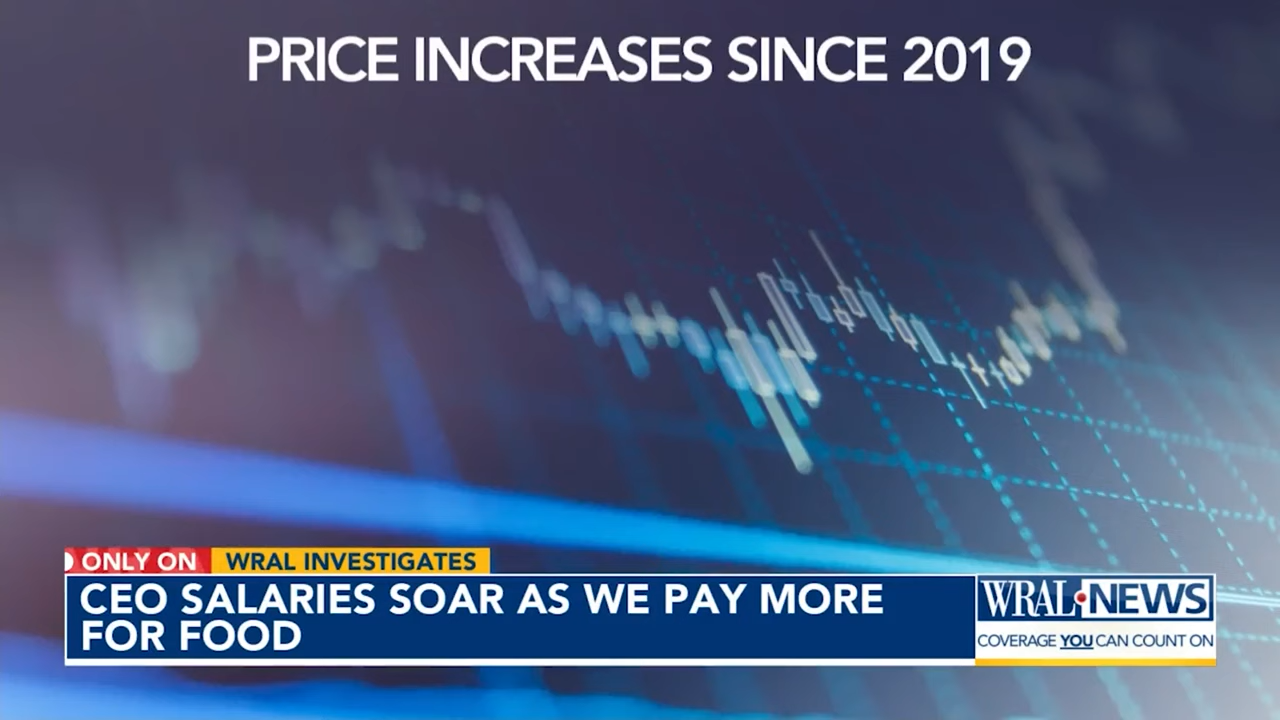 PRICE INCREASES SINCE 2019
ONLY ON WRAL INVESTIGATES
CEO SALARIES SOAR AS WE PAY MORE
FOR FOOD
WRAL NEWS
COVERAGE YOU CAN COUNT ON